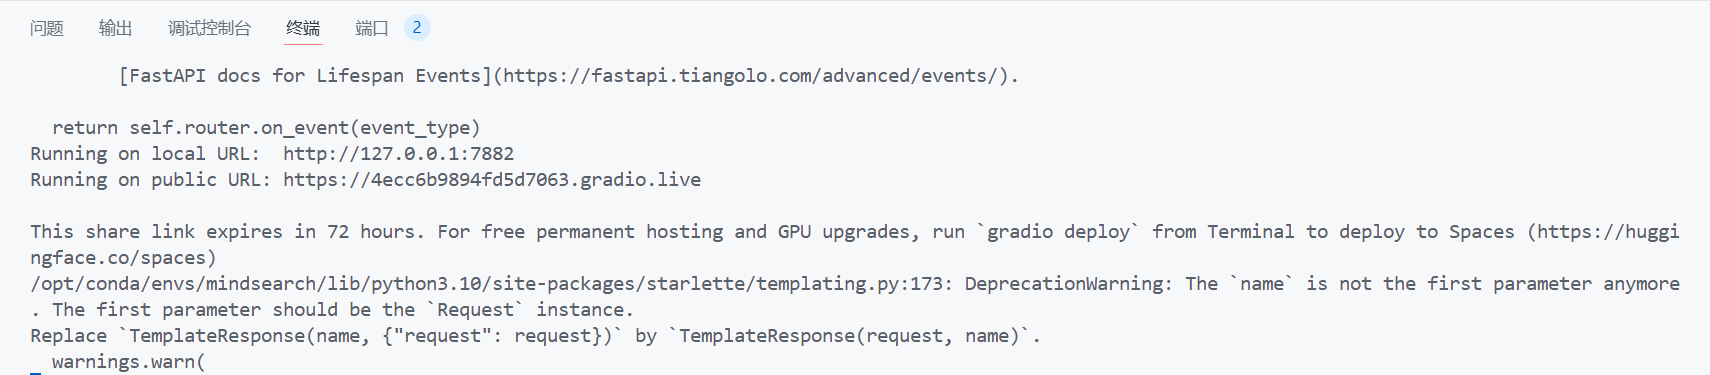 问题 输出 调试控制台 终端 端口 2
[FastAPI docs for Lifespan Events](https://fastapi.tiangolo.com/advanced/events/).
return self.router.on_event(event_type)
Running on local URL:  http://127.0.0.1:7882
Running on public URL: https://4ecc6b9894fd5d7063.gradio.live
This share link expires in 72 hours. For free permanent hosting and GPU upgrades, run `gradio deploy` from Terminal to deploy to Spaces (https://huggi
ngface.co/spaces)
/opt/conda/envs/mindsearch/lib/python3.10/site-packages/starlette/templating.py:173: DeprecationWarning: The `name` is not the first parameter anymore
. The first parameter should be the `Request` instance.
Replace `TemplateResponse(name, {"request": request})` by `TemplateResponse(request, name)`.
warnings.warn(